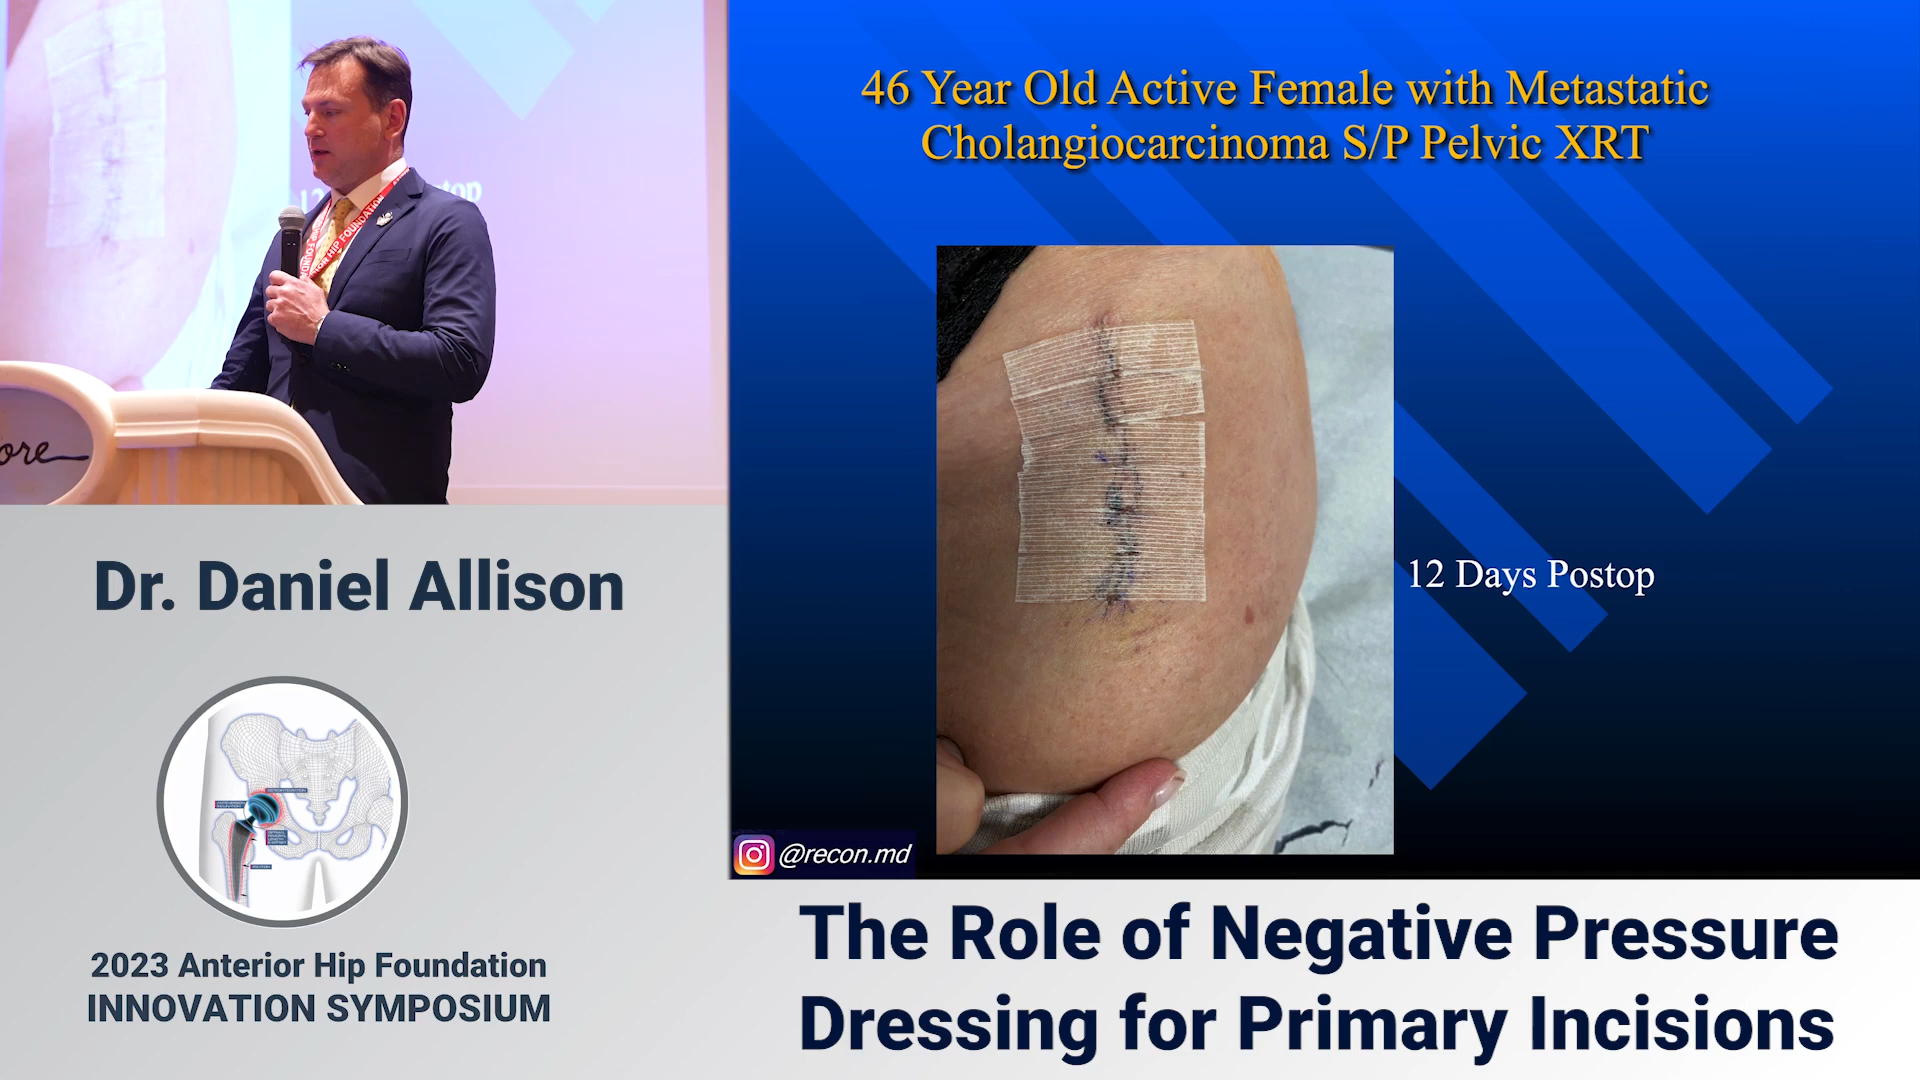 46 Year Old Active Female with Metastatic
Cholangiocarcinoma S/P Pelvic XRT
12 Days Postop
@recon.md
Dr. Daniel Allison
2023 Anterior Hip Foundation
INNOVATION SYMPOSIUM
The Role of Negative Pressure
Dressing for Primary Incisions